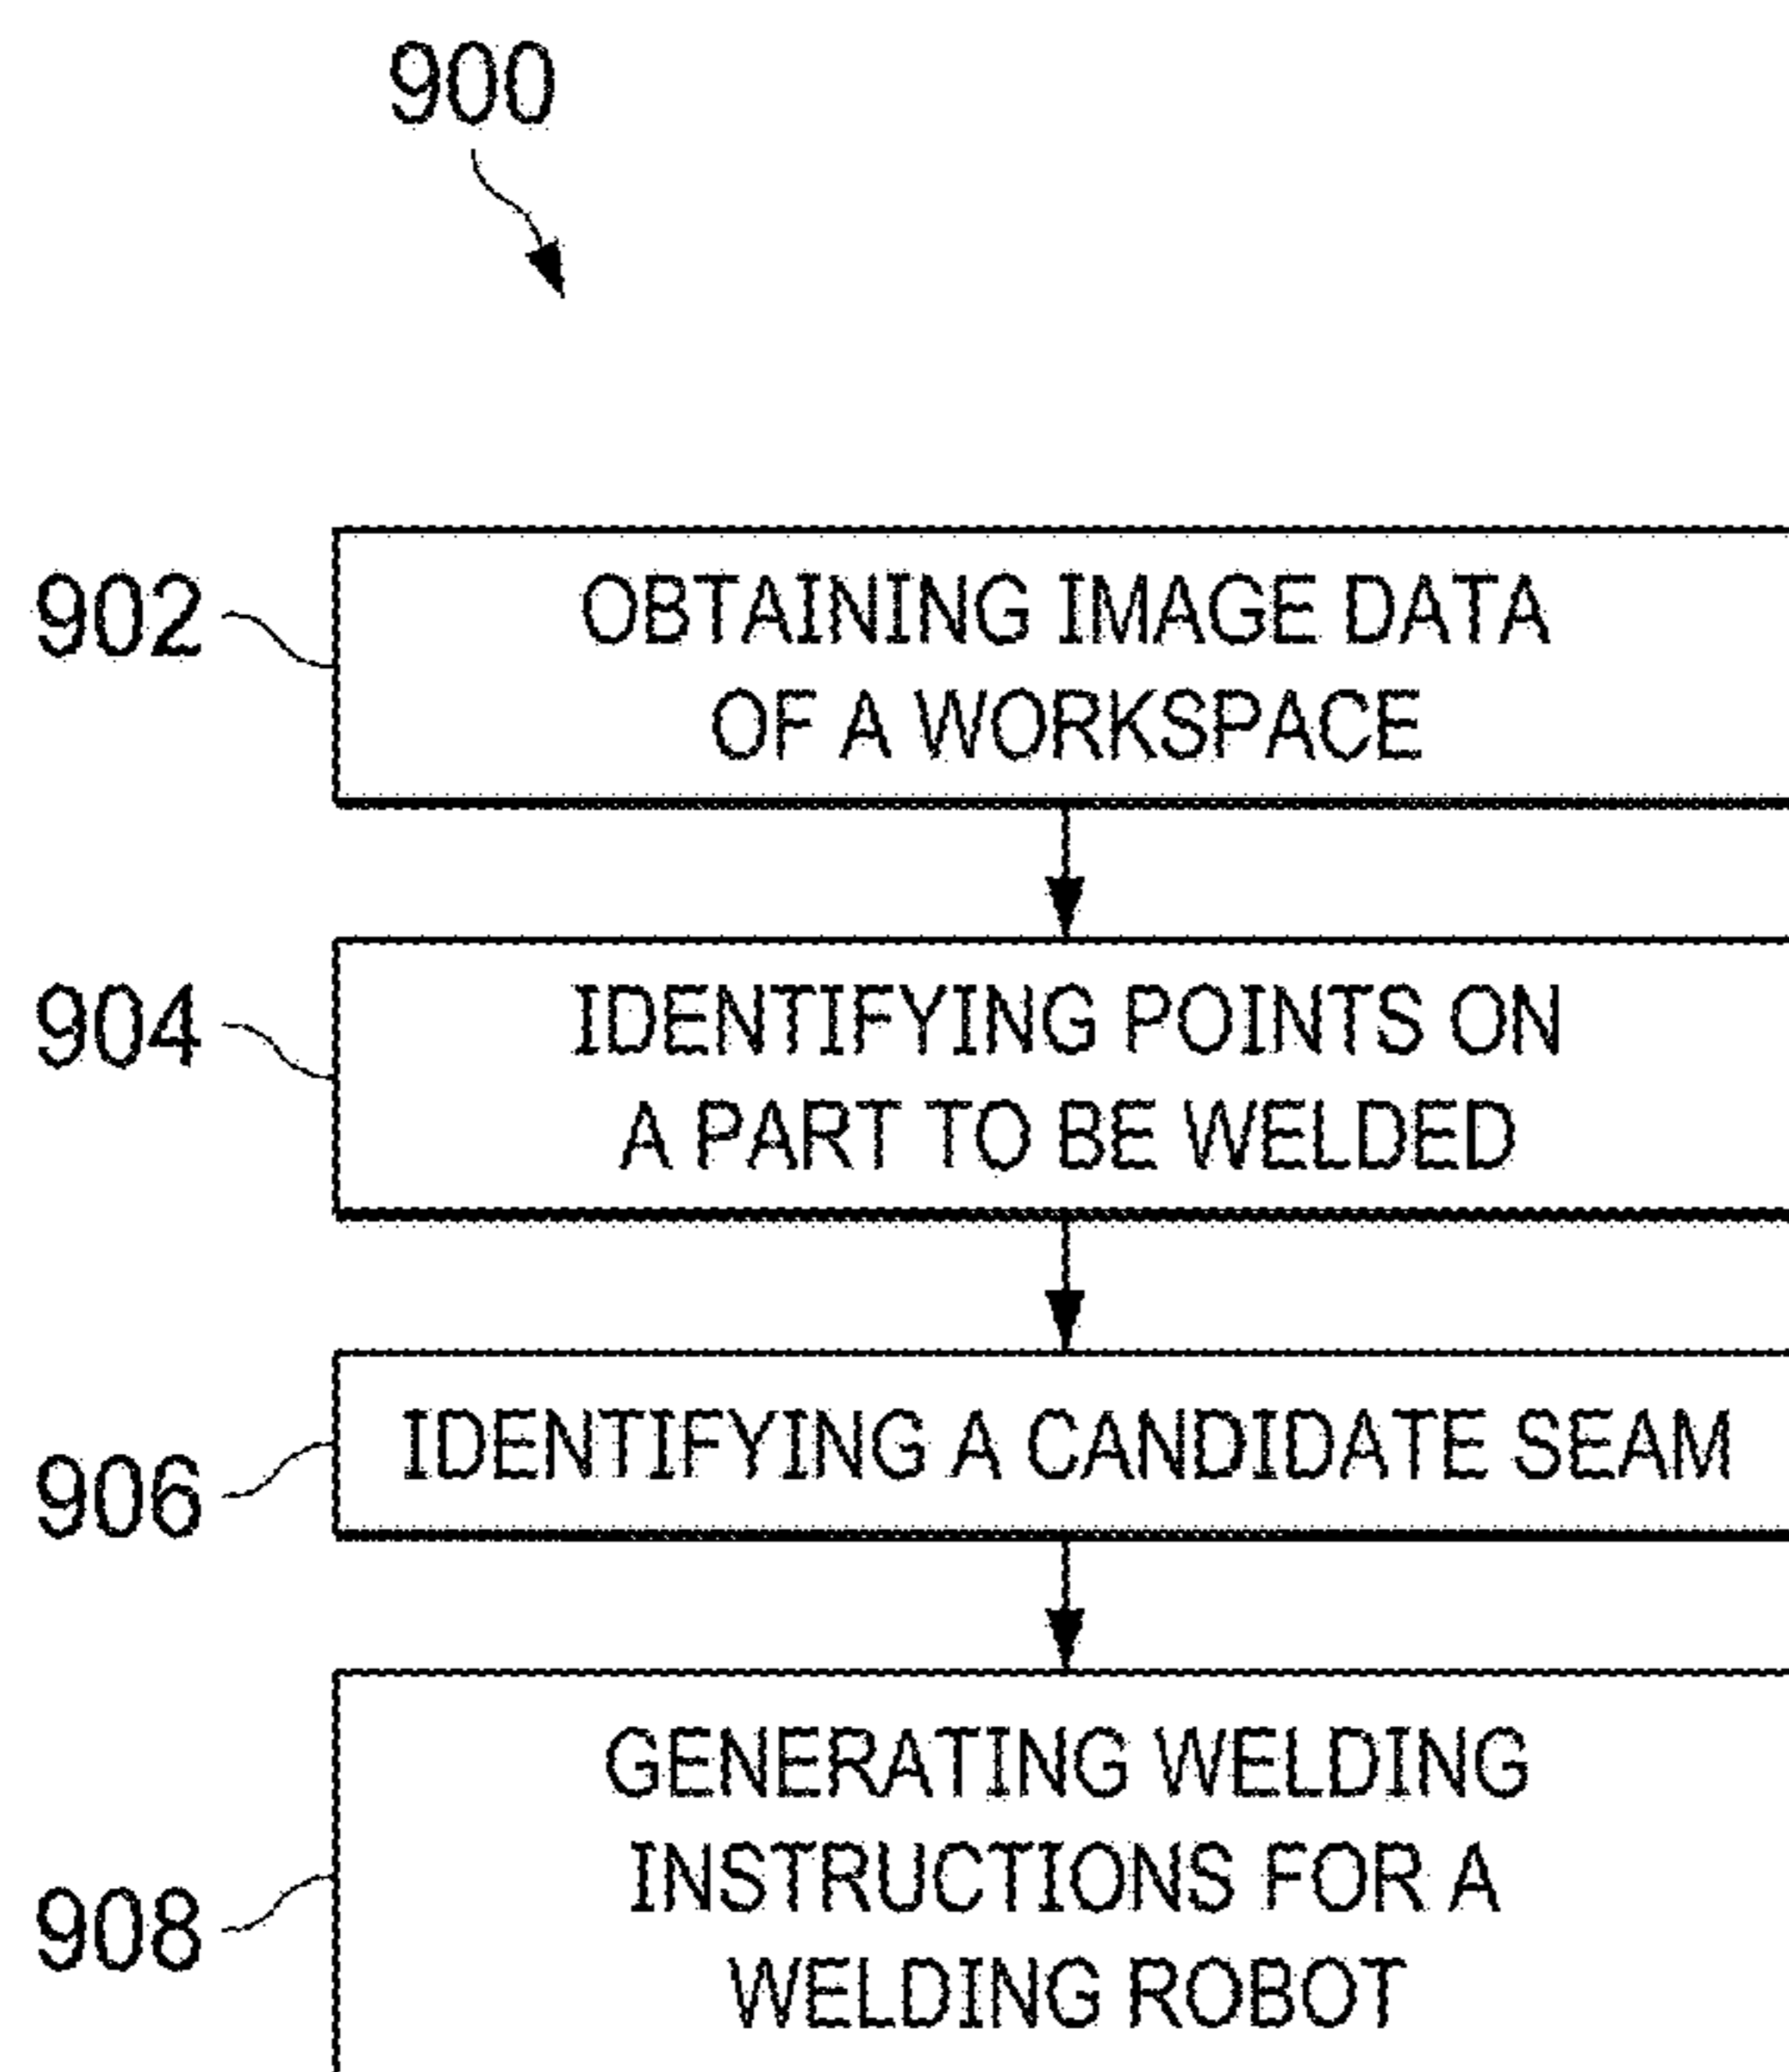 900
902
OBTAINING IMAGE DATA
OF A WORKSPACE
904
IDENTIFYING POINTS ON
A PART TO BE WELDED
906
IDENTIFYING A CANDIDATE SEAM
908
GENERATING WELDING
INSTRUCTIONS FOR A
WELDING ROBOT